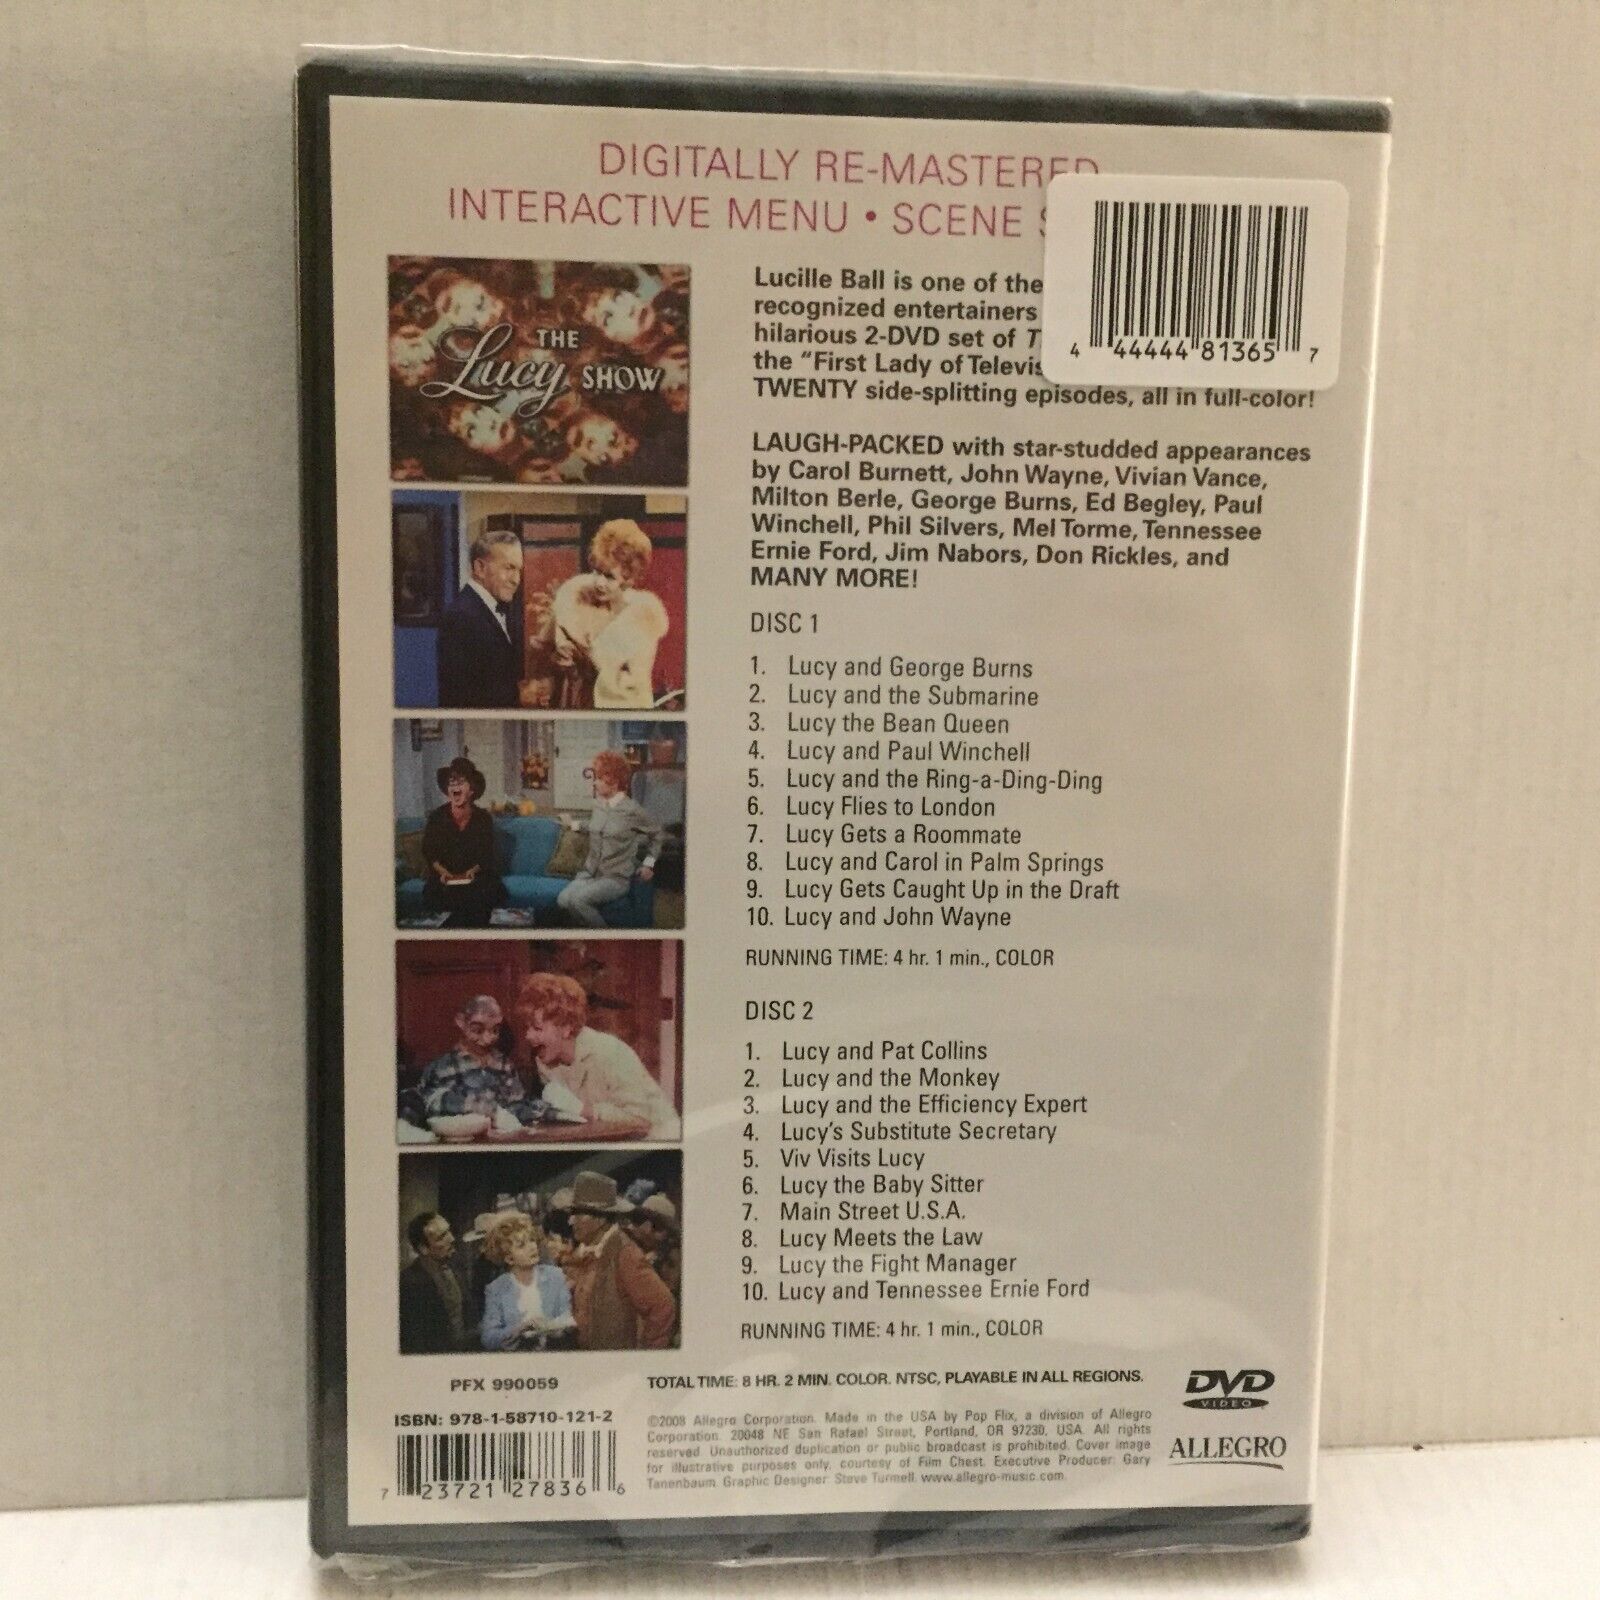 DIGITALLY RE-MASTERED
INTERACTIVE MENU • SCENE
4 44444 81365 7
THE
Lucy SHOW
Lucille Ball is one of the
recognized entertainers
hilarious 2-DVD set of
the "First Lady of
TWENTY side-splitting episodes, all in full-color!
LAUGH-PACKED with star-studded appearances
by Carol Burnett, John Wayne, Vivian Vance,
Milton Berle, George Burns, Ed Begley, Paul
Winchell, Phil Silvers, Mel Torme, Tennessee
Ernie Ford, Jim Nabors, Don Rickles, and
MANY MORE!
DISC 1
1. Lucy and George Burns
2. Lucy and the Submarine
3. Lucy the Bean Queen
4. Lucy and Paul Winchell
5. Lucy and the Ring-a-Ding-Ding
6. Lucy Flies to London
7. Lucy Gets a Roommate
8. Lucy and Carol in Palm Springs
9. Lucy Gets Caught Up in the Draft
10. Lucy and John Wayne
RUNNING TIME: 4 hr. 1 min., COLOR
DISC 2
1. Lucy and Pat Collins
2. Lucy and the Monkey
3. Lucy and the Efficiency Expert
4. Lucy's Substitute Secretary
5. Viv Visits Lucy
6. Lucy the Baby Sitter
7. Main Street U.S.A.
8. Lucy Meets the Law
9. Lucy the Fight Manager
10. Lucy and Tennessee Ernie Ford
RUNNING TIME: 4 hr. 1 min., COLOR
PFX 990059
ISBN: 978-1-58710-121-2
7 23721 27836 6
TOTAL TIME: 8 HR. 2 MIN. COLOR. NTSC, PLAYABLE IN ALL REGIONS.
©2008 Allegro Corporation. Made in the USA by Pop Flix, a division of Allegro
Corporation. 20048 NE San Rafael Street, Portland, OR 97230, USA. All rights
reserved. Unauthorized duplication or public broadcast is prohibited. Cover image
for illustrative purposes only, courtesy of Film Chest. Executive Producer: Gary
Tanenbaum. Graphic Designer: Steve Turmell. www.allegro-music.com.
DVD
VIDEO
ALLEGRO